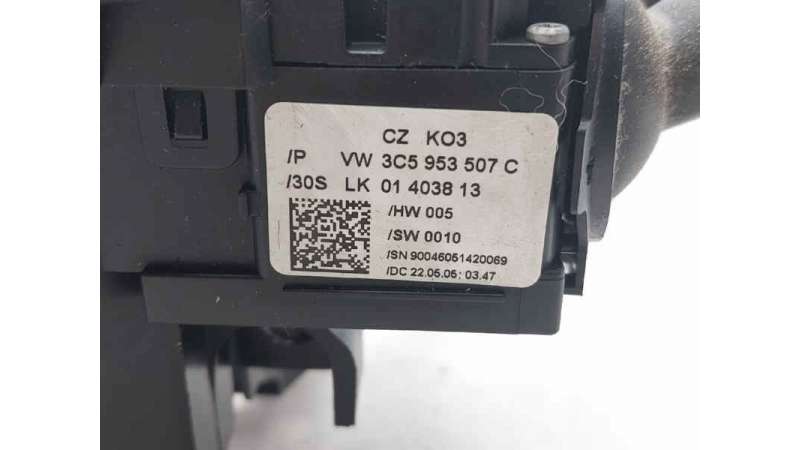 CZ KO3
/P VW 3C5 953 507 C
/30S LK 01 4038 13
/HW 005
/SW 0010
/SN 90046051420069
/DC 22.05.05; 03.47